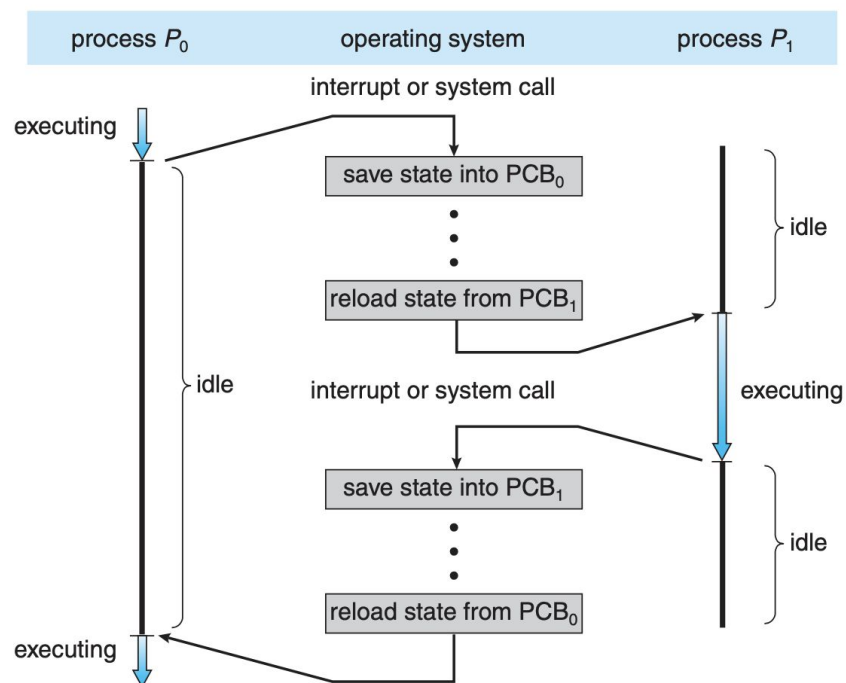 process P₀ operating system process P₁
interrupt or system call
executing
save state into PCB₀
idle
reload state from PCB₁
idle
interrupt or system call
executing
save state into PCB₁
idle
reload state from PCB₀
executing